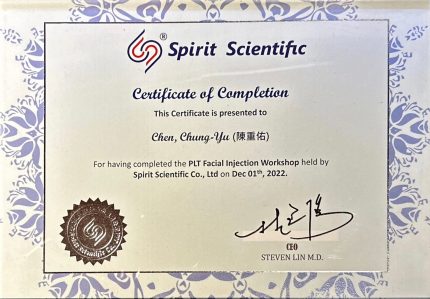 ® Spirit Scientific
Certificate of Completion
This Certificate is presented to
Chen, Chung-Yu (陳重佑)
For having completed the PLT Facial Injection Workshop held by
Spirit Scientific Co., Ltd on Dec 01th, 2022.
CEO
STEVEN LIN M.D.